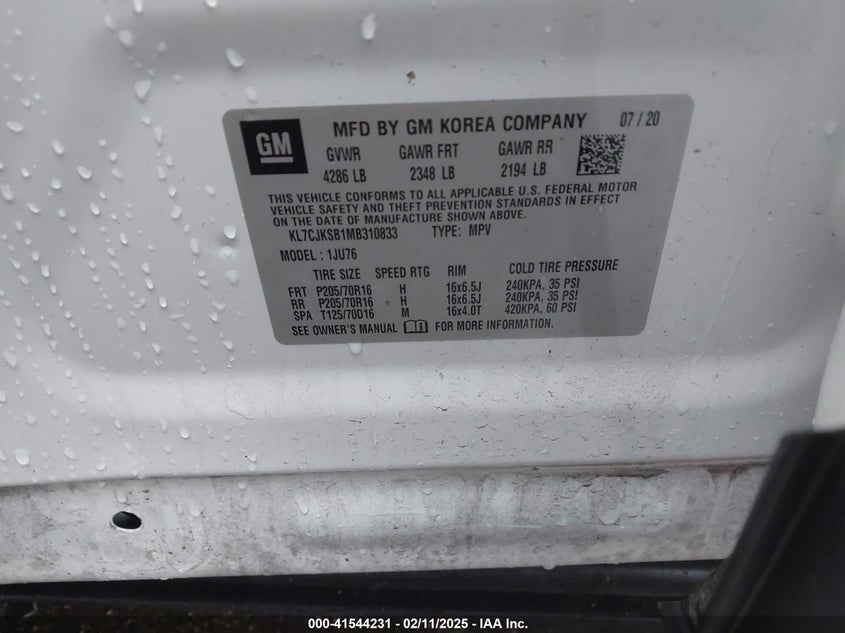 GM
MFD BY GM KOREA COMPANY 07 / 20
GVWR GAWR FRT GAWR RR
4286 LB 2348 LB 2194 LB
THIS VEHICLE CONFORMS TO ALL APPLICABLE U.S. FEDERAL MOTOR
VEHICLE SAFETY AND THEFT PREVENTION STANDARDS IN EFFECT
ON THE DATE OF MANUFACTURE SHOWN ABOVE.
KL7CJKSB1MB310833 TYPE: MPV
MODEL : 1JU76
TIRE SIZE SPEED RTG RIM COLD TIRE PRESSURE
FRT P205/70R16 H 16x6.5J 240KPA, 35 PSI
RR P205/70R16 H 16x6.5J 240KPA, 35 PSI
SPA T125/70D16 M 16x4.0T 420KPA, 60 PSI
SEE OWNER'S MANUAL FOR MORE INFORMATION.
000-41544231 - 02/11/2025 - IAA Inc.